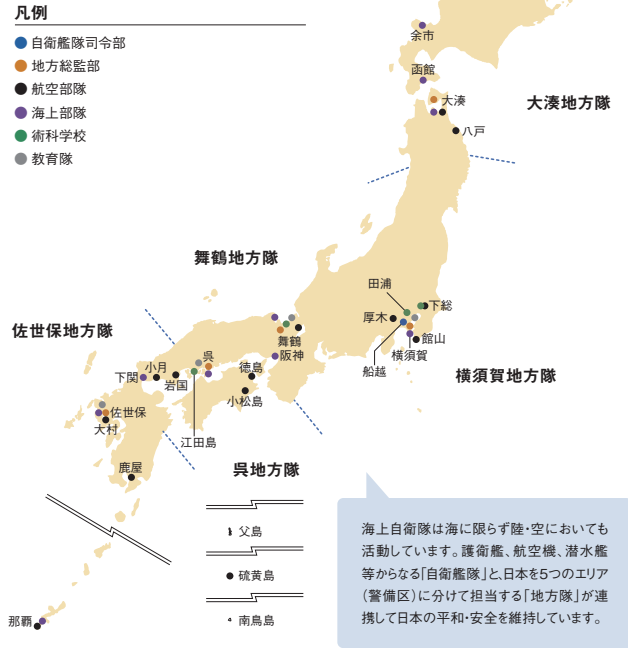 凡例
自衛艦隊司令部
地方総監部
航空部隊
海上部隊
術科学校
教育隊
余市
函館
大湊
八戸
大湊地方隊
舞鶴地方隊
田浦
下総
厚木
館山
横須賀
船越
横須賀地方隊
佐世保地方隊
舞鶴
阪神
呉
徳島
小月
下関
岩国
小松島
佐世保
大村
江田島
鹿屋
呉地方隊
父島
硫黄島
南鳥島
那覇
海上自衛隊は海に限らず陸・空においても
活動しています。護衛艦、航空機、潜水艦
等からなる「自衛艦隊」と、日本を5つのエリア
（警備区）に分けて担当する「地方隊」が連
携して日本の平和・安全を維持しています。